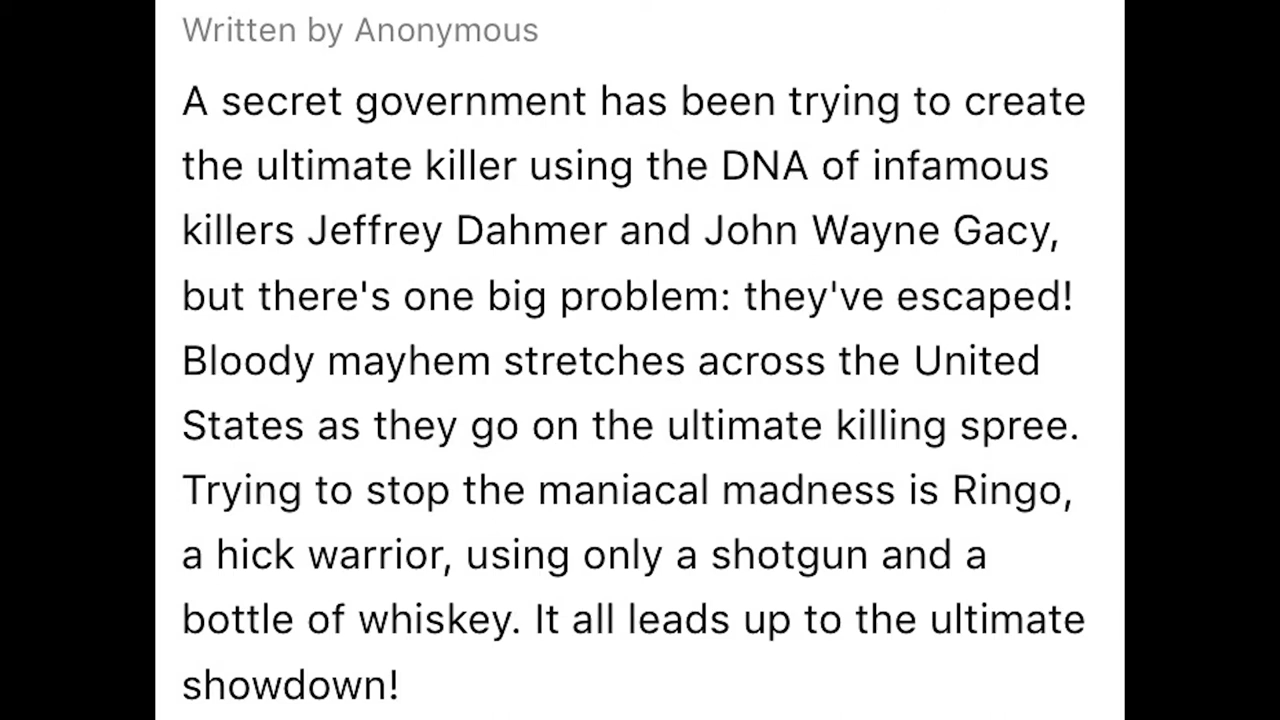 Written by Anonymous
A secret government has been trying to create
the ultimate killer using the DNA of infamous
killers Jeffrey Dahmer and John Wayne Gacy,
but there's one big problem: they've escaped!
Bloody mayhem stretches across the United
States as they go on the ultimate killing spree.
Trying to stop the maniacal madness is Ringo,
a hick warrior, using only a shotgun and a
bottle of whiskey. It all leads up to the ultimate
showdown!